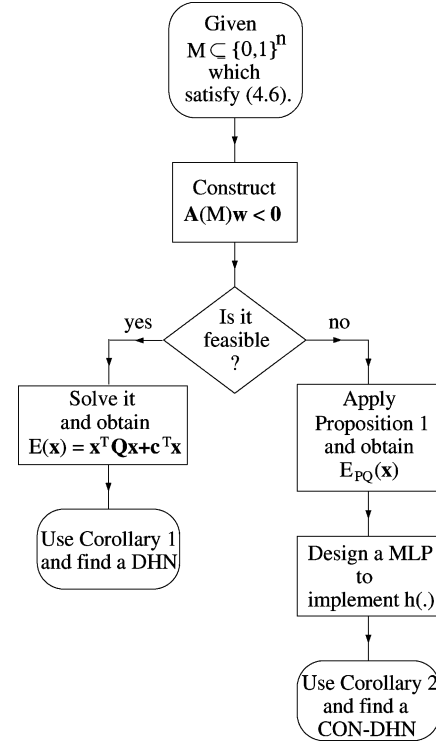 Given
M ⊆ {0,1}ⁿ
which
satisfy (4.6).
Construct
A(M)w < 0
Is it
feasible
?
yes
no
Solve it
and obtain
E(x) = xᵀQx+cᵀx
Use Corollary 1
and find a DHN
Apply
Proposition 1
and obtain
E_PQ(x)
Design a MLP
to
implement h(.)
Use Corollary 2
and find a
CON-DHN